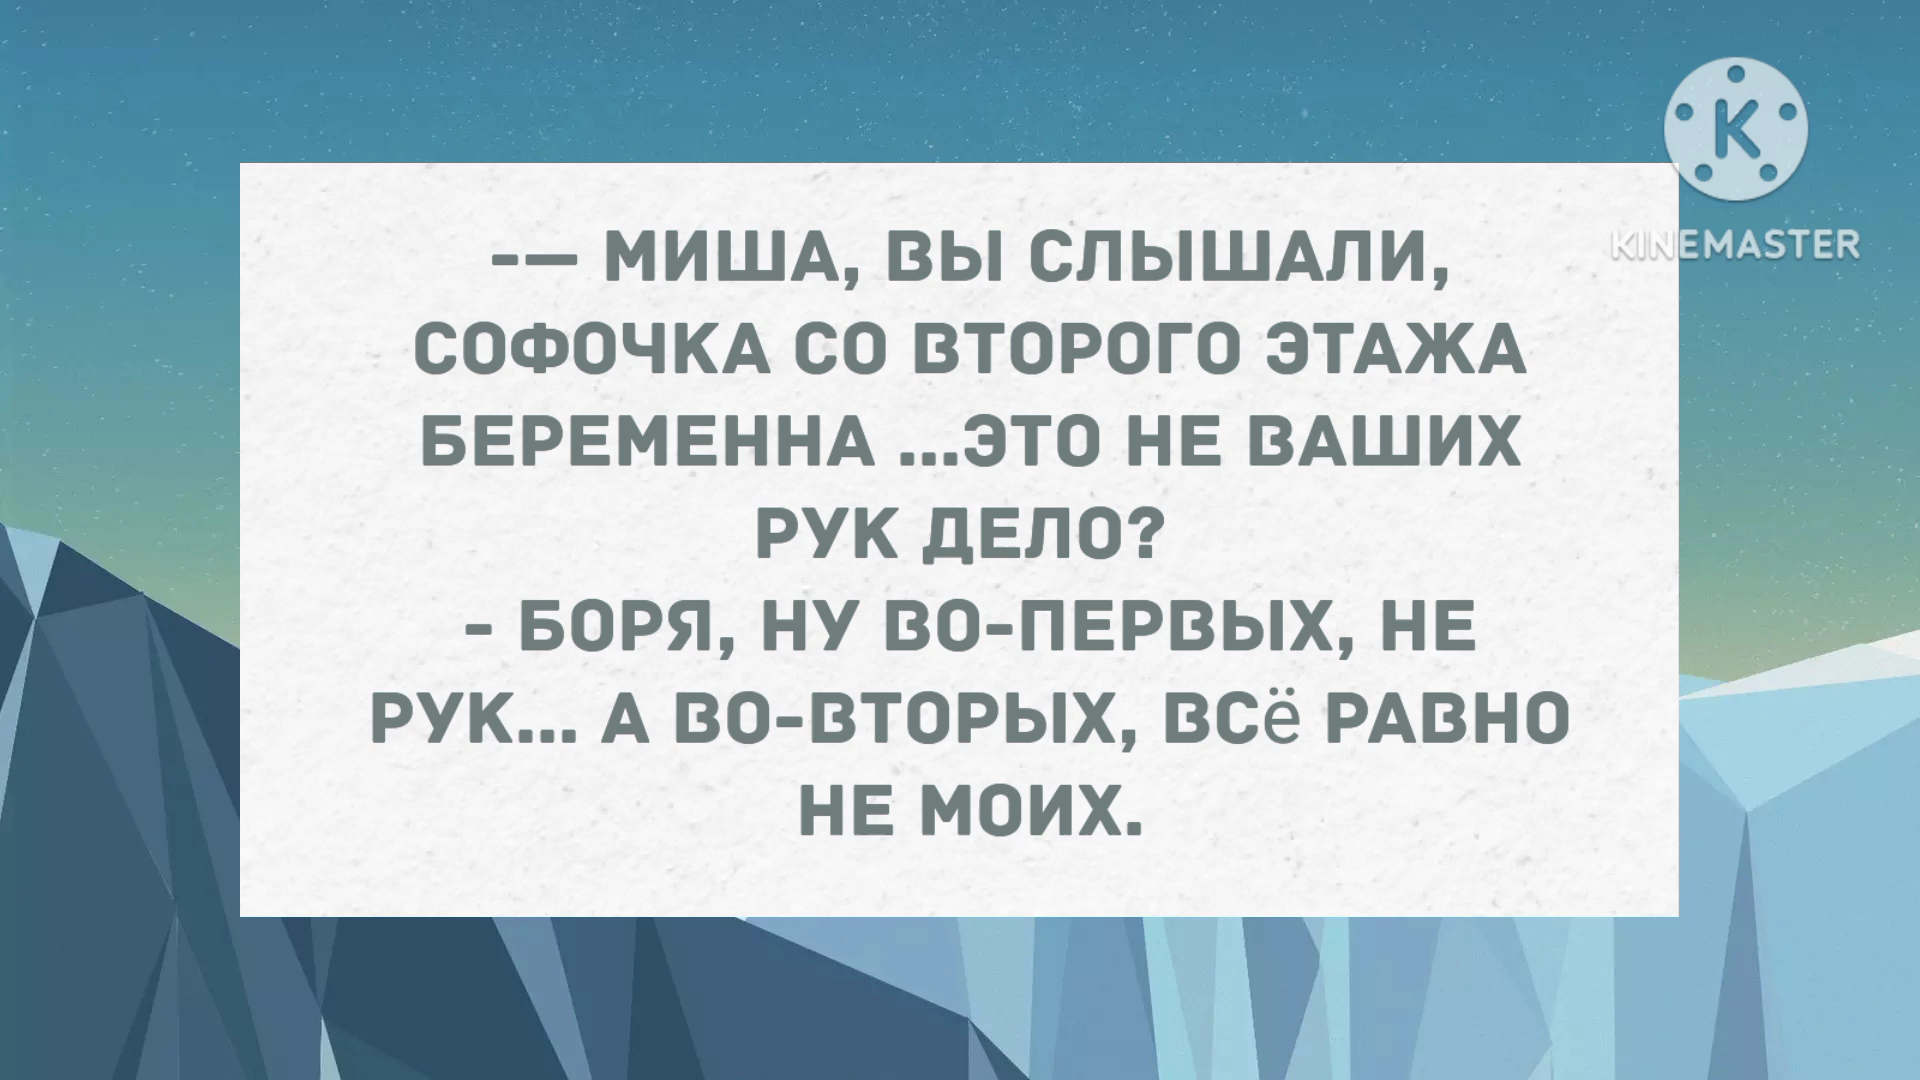 -— МИША, ВЫ СЛЫШАЛИ,
СОФОЧКА СО ВТОРОГО ЭТАЖА
БЕРЕМЕННА ...ЭТО НЕ ВАШИХ
РУК ДЕЛО?
- БОРЯ, НУ ВО-ПЕРВЫХ, НЕ
РУК... А ВО-ВТОРЫХ, ВСё РАВНО
НЕ МОИХ.
K
KINEMASTER